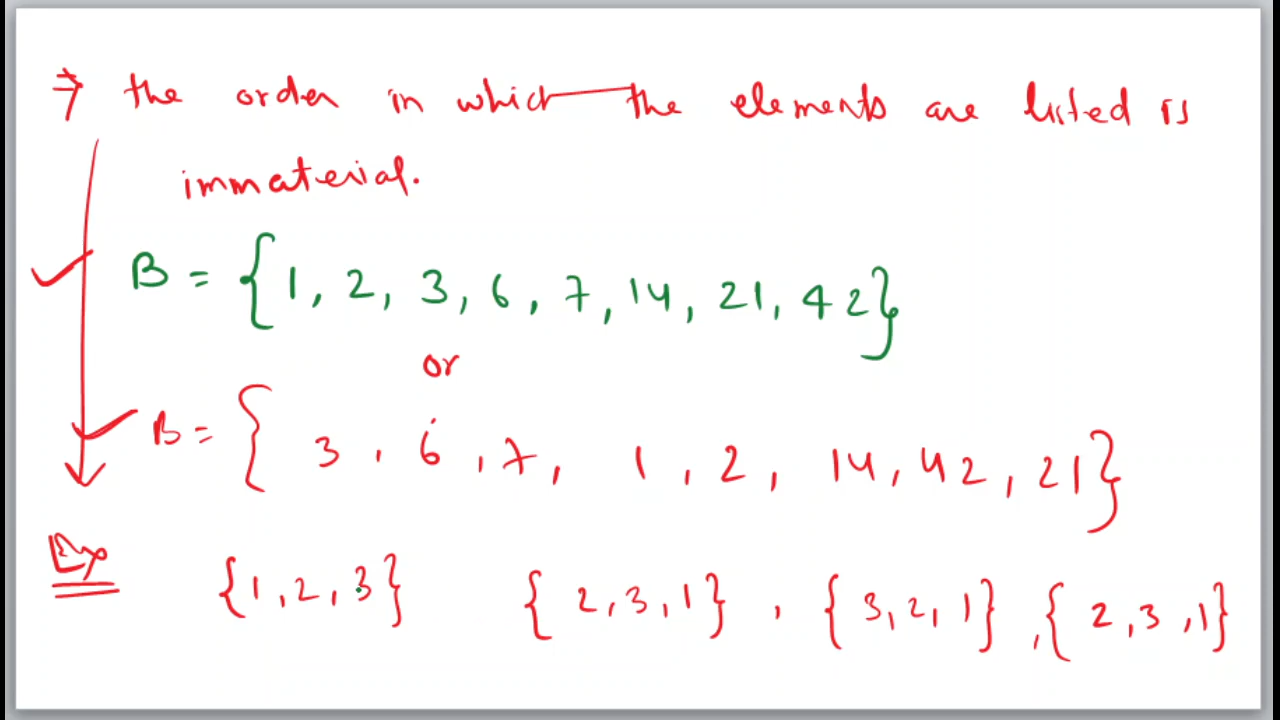 → the order in which the elements are listed is
immaterial.
B = {1, 2, 3, 6, 7, 14, 21, 42}
or
B = { 3, 6, 7, 1, 2, 14, 42, 21}
{1, 2, 3} {2, 3, 1}, {3, 2, 1}, {2, 3, 1}